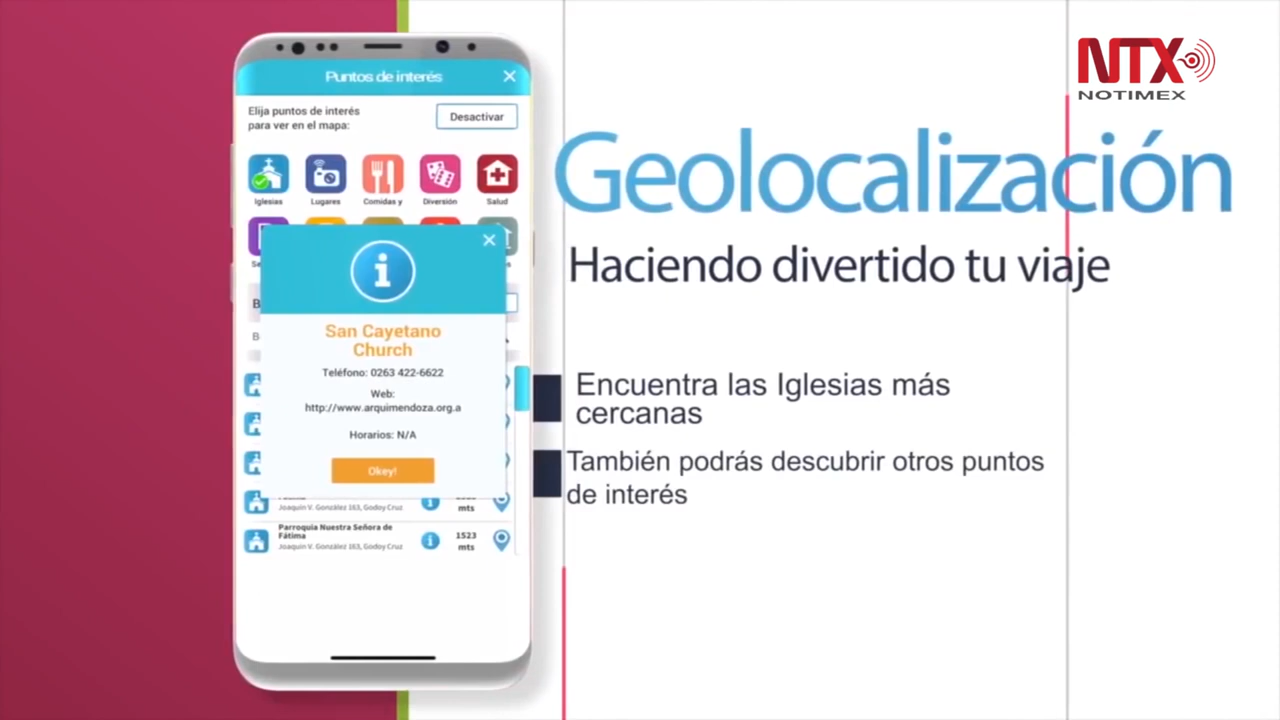 Puntos de interés
Elija puntos de interés
para ver en el mapa:
Desactivar
Iglesias
Lugares
Comidas y
Diversión
Salud
San Cayetano
Church
Teléfono: 0263 422-6622
Web:
http://www.arquimendoza.org.a
Horarios: N/A
Okey!
Joaquin V. González 163, Godoy Cruz
mts
Parroquia Nuestra Señora de
Fátima
Joaquin V. González 163, Godoy Cruz
1523
mts
NTX
NOTIMEX
Geolocalización
Haciendo divertido tu viaje
Encuentra las Iglesias más
cercanas
También podrás descubrir otros puntos
de interés